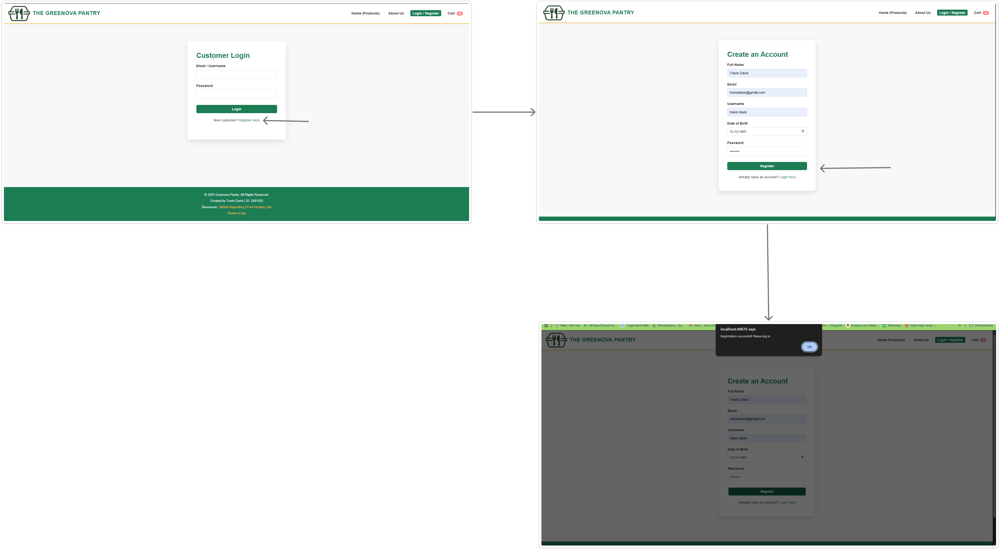 THE GREENOVA PANTRY
Home (Products) About Us Login / Register Cart (0)
Customer Login
Email / Username
Password
Login
New customer? Register here
© 2025 Greenova Pantry. All Rights Reserved.
Created by Travis Davis | ID: 2401555
Resources: GitHub Repository | Free Hosting Link
Return to top
THE GREENOVA PANTRY
Home (Products) About Us Login / Register Cart (0)
Create an Account
Full Name
Travis Davis
Email
travisdavis@gmail.com
Username
travis davis
Date of Birth
11/12/2025
Password
Register
Already have an account? Login here
Meet - Dev Ops All About Cloud Voi... - Legal Assist Web Miscellaneous - Go... Inbox - travis.om me • KSupport Amazon.com: Resta... WhatsApp Twilio Help Center -... » All Bookmarks
localhost:49675 says
Registration successful! Please log in.
OK
THE GREENOVA PANTRY
Home (Products) About Us Login / Register Cart (0)
Create an Account
Full Name
Travis Davis
Email
travisdavis@gmail.com
Username
travis davis
Date of Birth
11/12/2025
Password
Register
Already have an account? Login here